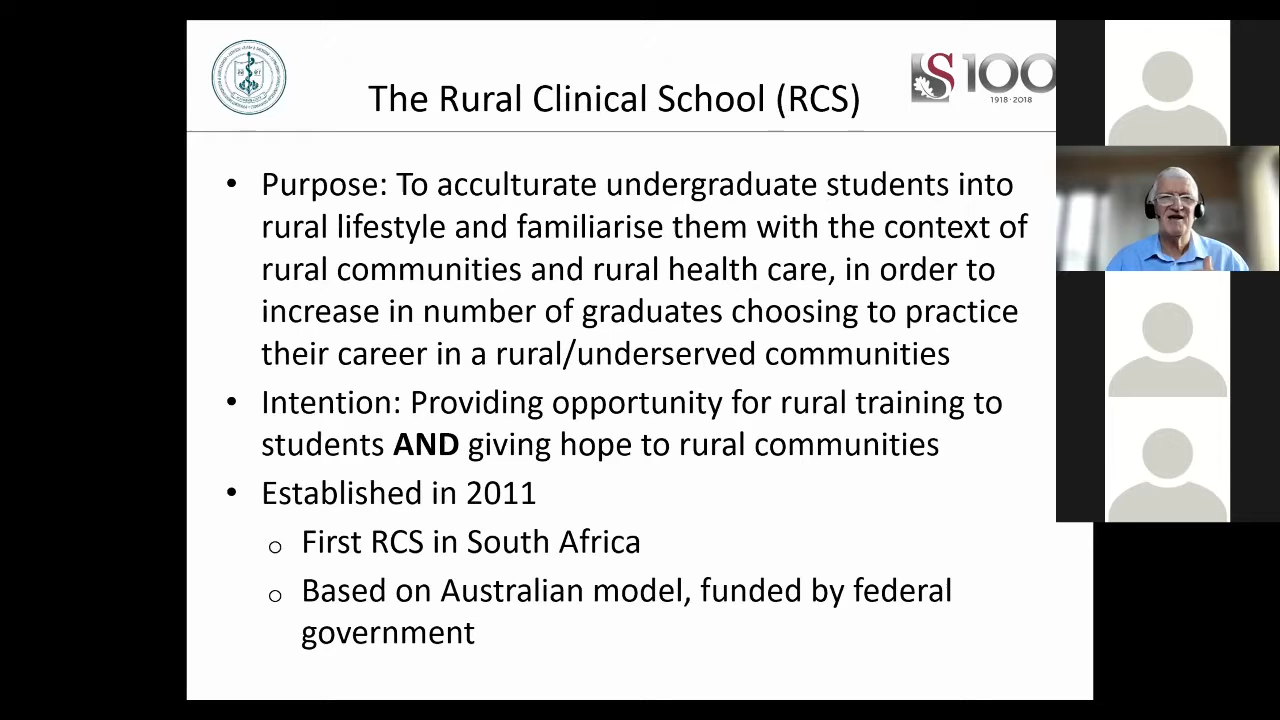 The Rural Clinical School (RCS)
S100
1918·2018
• Purpose: To acculturate undergraduate students into
rural lifestyle and familiarise them with the context of
rural communities and rural health care, in order to
increase in number of graduates choosing to practice
their career in a rural/underserved communities
• Intention: Providing opportunity for rural training to
students AND giving hope to rural communities
• Established in 2011
o First RCS in South Africa
o Based on Australian model, funded by federal
government